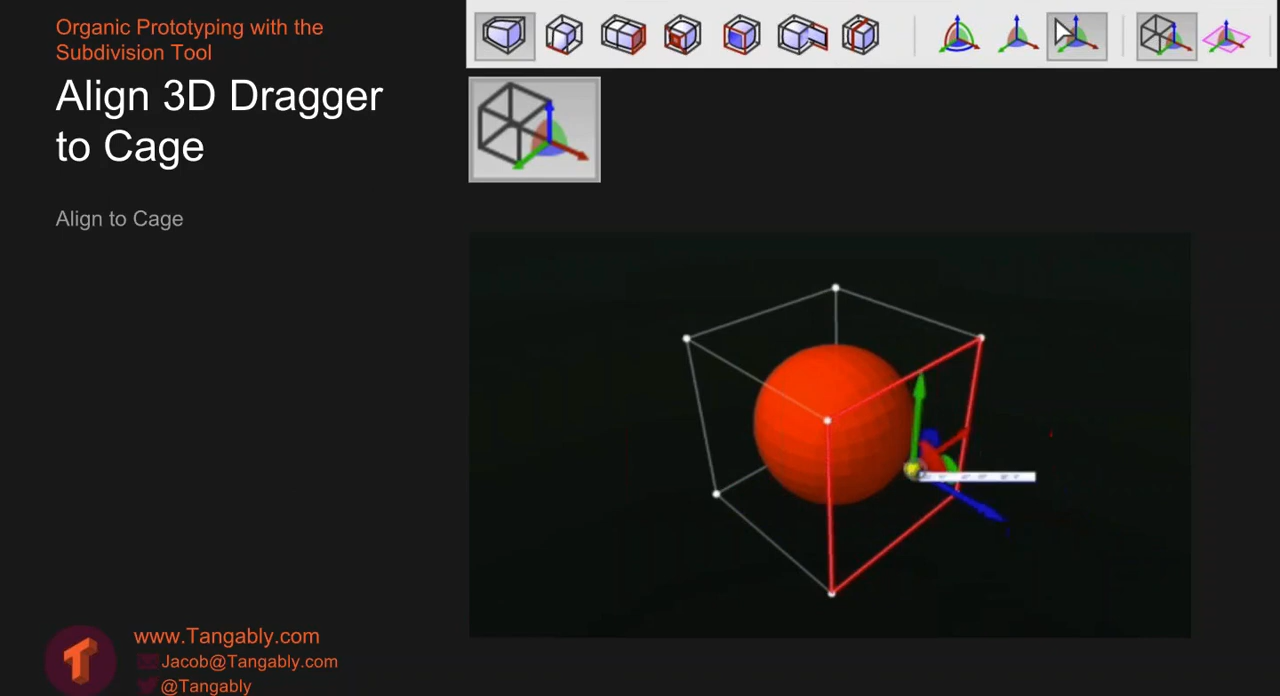 Organic Prototyping with the
Subdivision Tool
Align 3D Dragger
to Cage
Align to Cage
www.Tangably.com
Jacob@Tangably.com
@Tangably